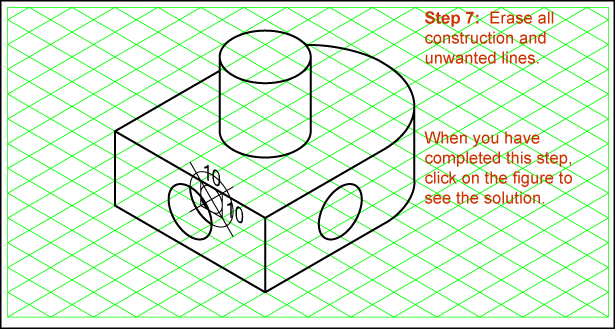 Step 7:  Erase all
construction and
unwanted lines.
When you have
completed this step,
click on the figure to
see the solution.
10
10